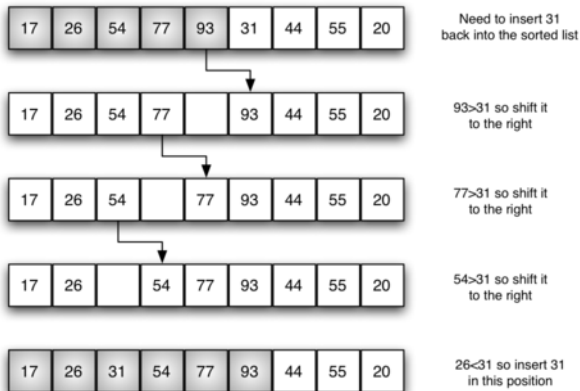 17 26 54 77 93 31 44 55 20
Need to insert 31
back into the sorted list
17 26 54 77 93 44 55 20
93>31 so shift it
to the right
17 26 54 77 93 44 55 20
77>31 so shift it
to the right
17 26 54 77 93 44 55 20
54>31 so shift it
to the right
17 26 31 54 77 93 44 55 20
26<31 so insert 31
in this position